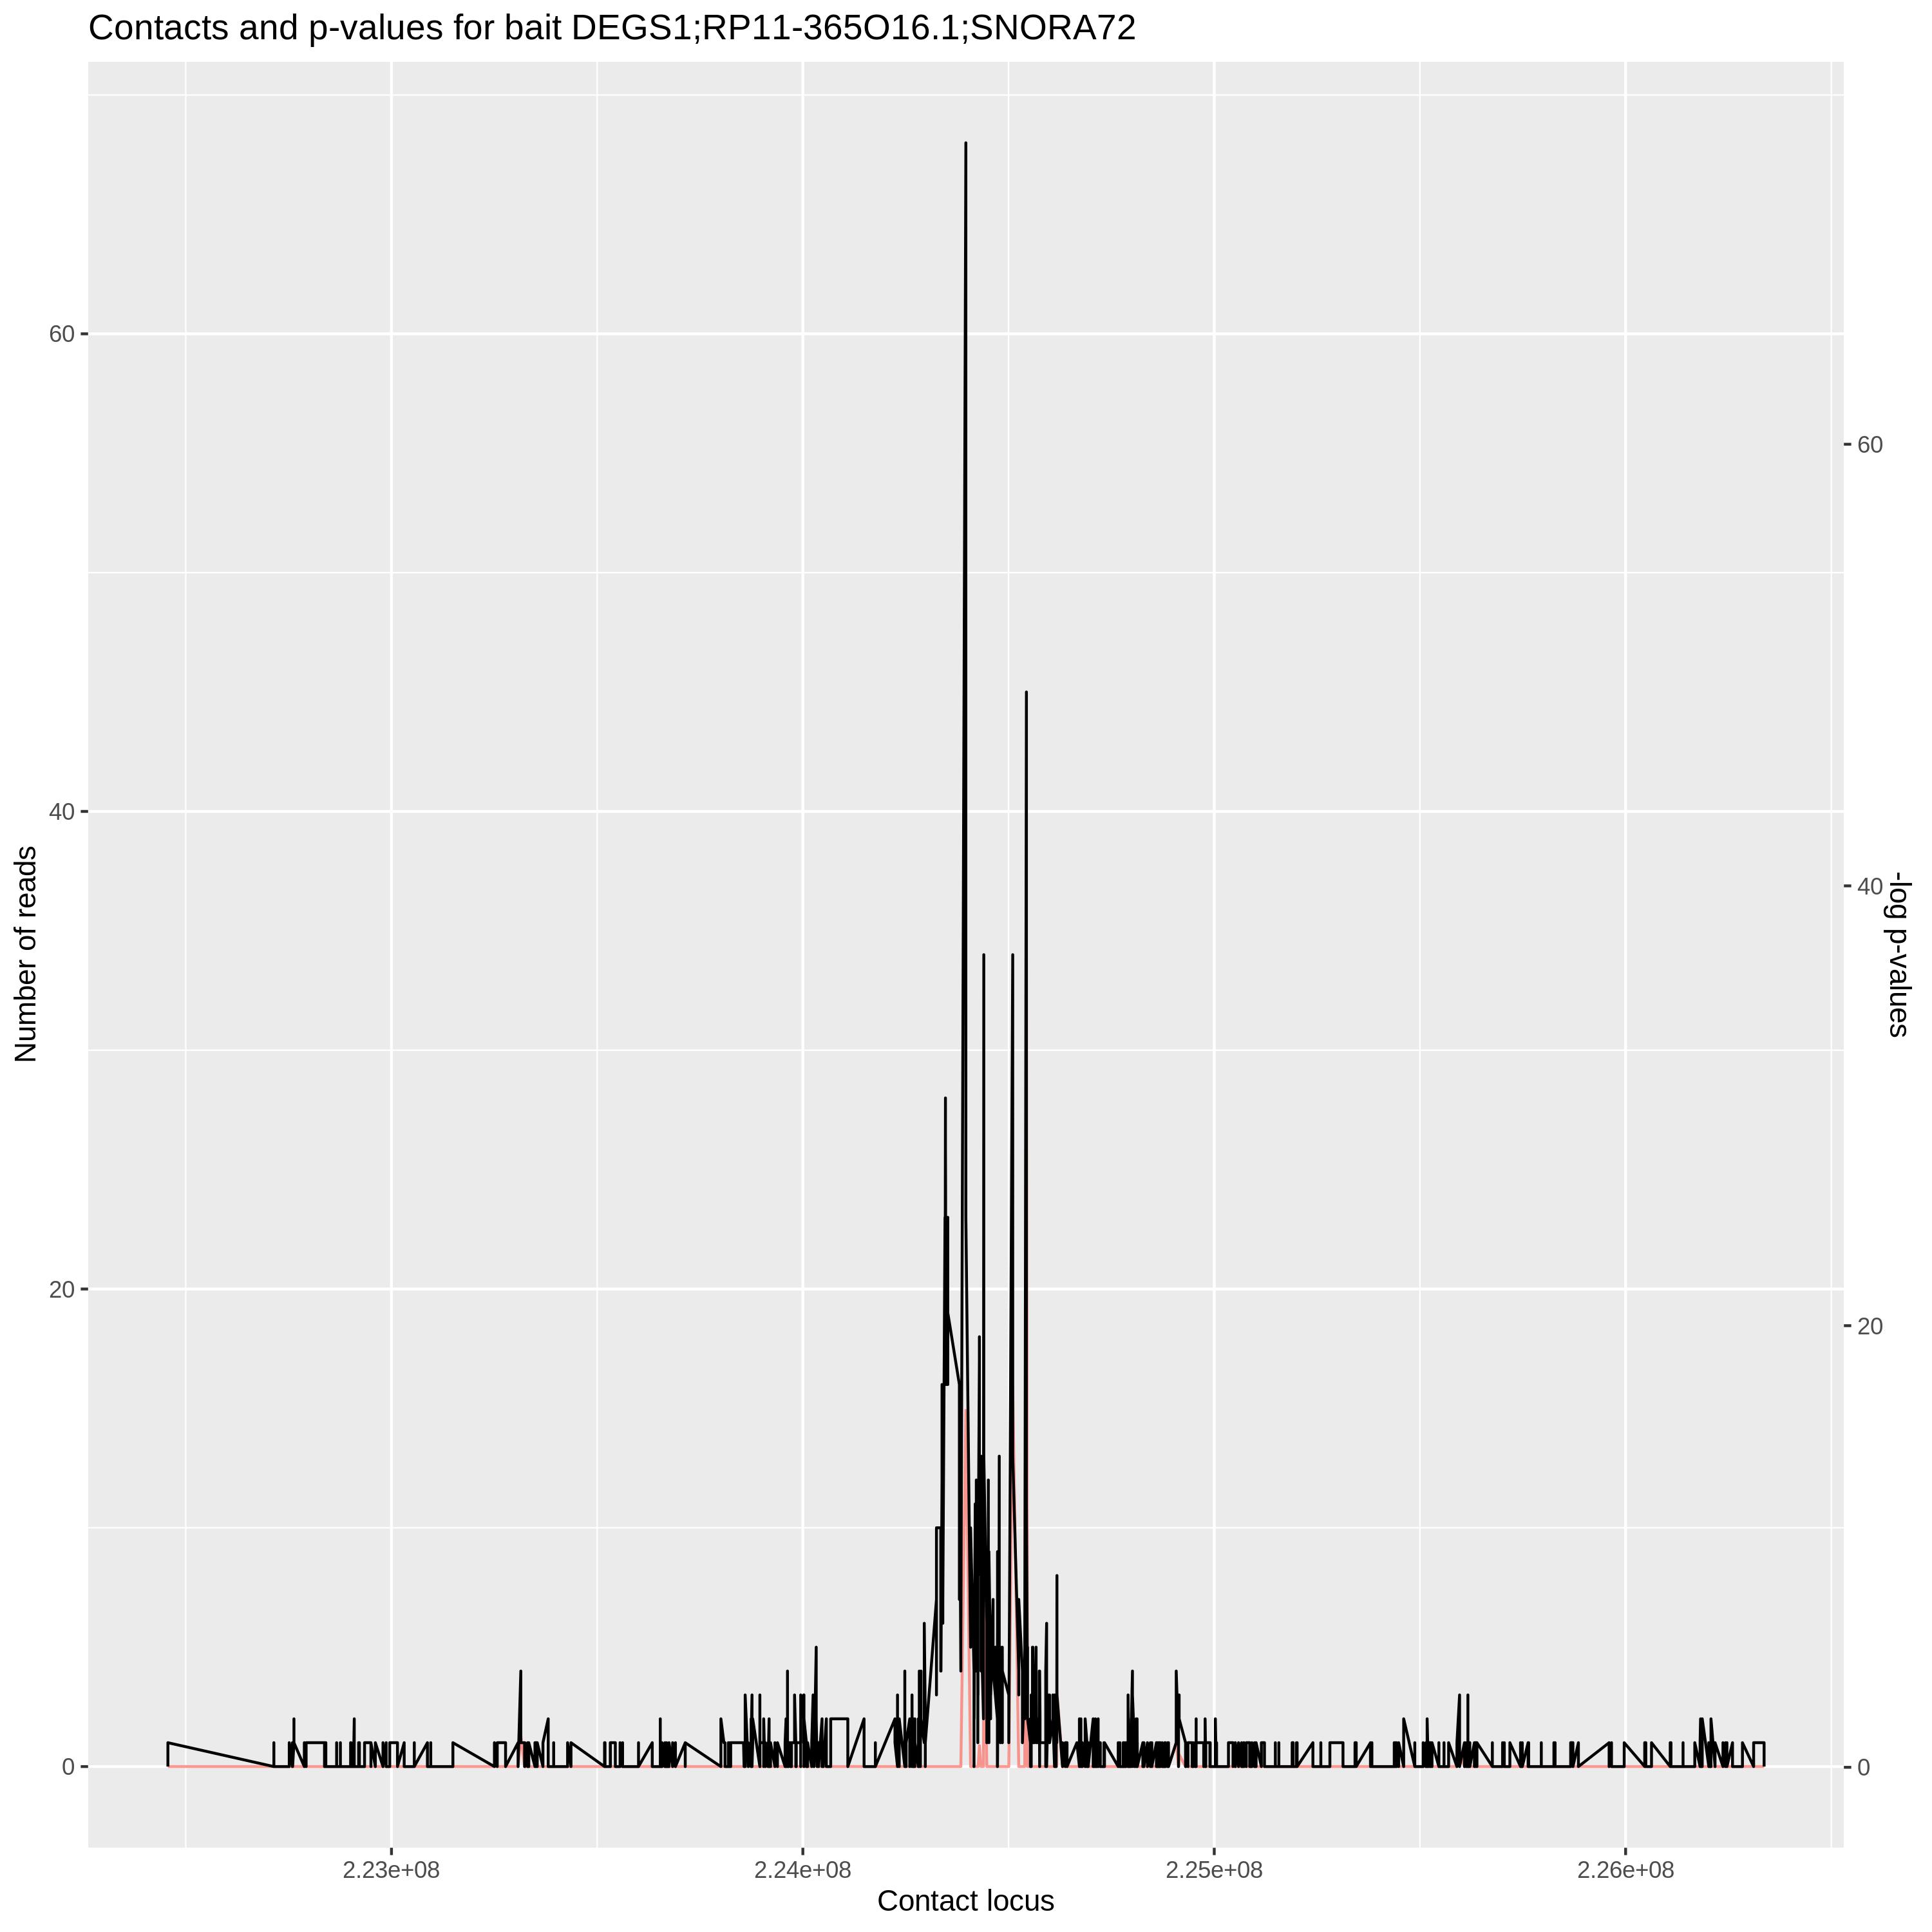 Contacts and p-values for bait DEGS1;RP11-365O16.1;SNORA72
60
40
20
0
Number of reads
60
40
20
0
-log p-values
2.23e+08
2.24e+08
2.25e+08
2.26e+08
Contact locus